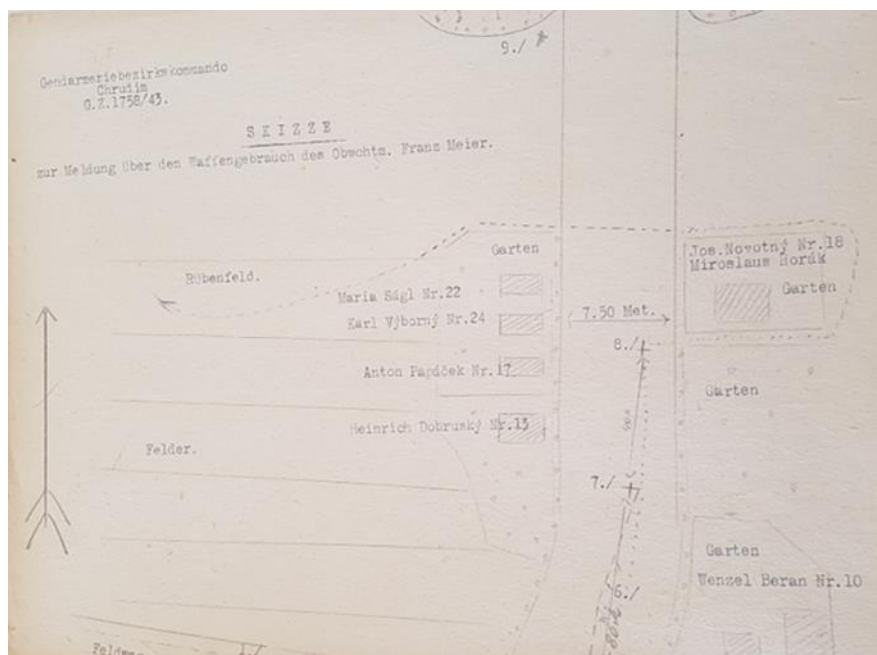 9./
Gendarmeriebezirkskommando
Chrudim
G.Z.1758/43.
SKIZZE
zur Meldung über den Waffengebrauch des Obwchtm. Franz Meier.
Garten
Jos.Novotný Nr.18
Miroslaus Horák
Rübenfeld.
Garten
Maria Ságl Nr.22
7.50 Met.
Karl Výborný Nr.24
8./
Anton Papáček Nr.17
Garten
Heinrich Dobruský Nr.13
Felder.
7./
Garten
Wenzel Beran Nr.10
6./